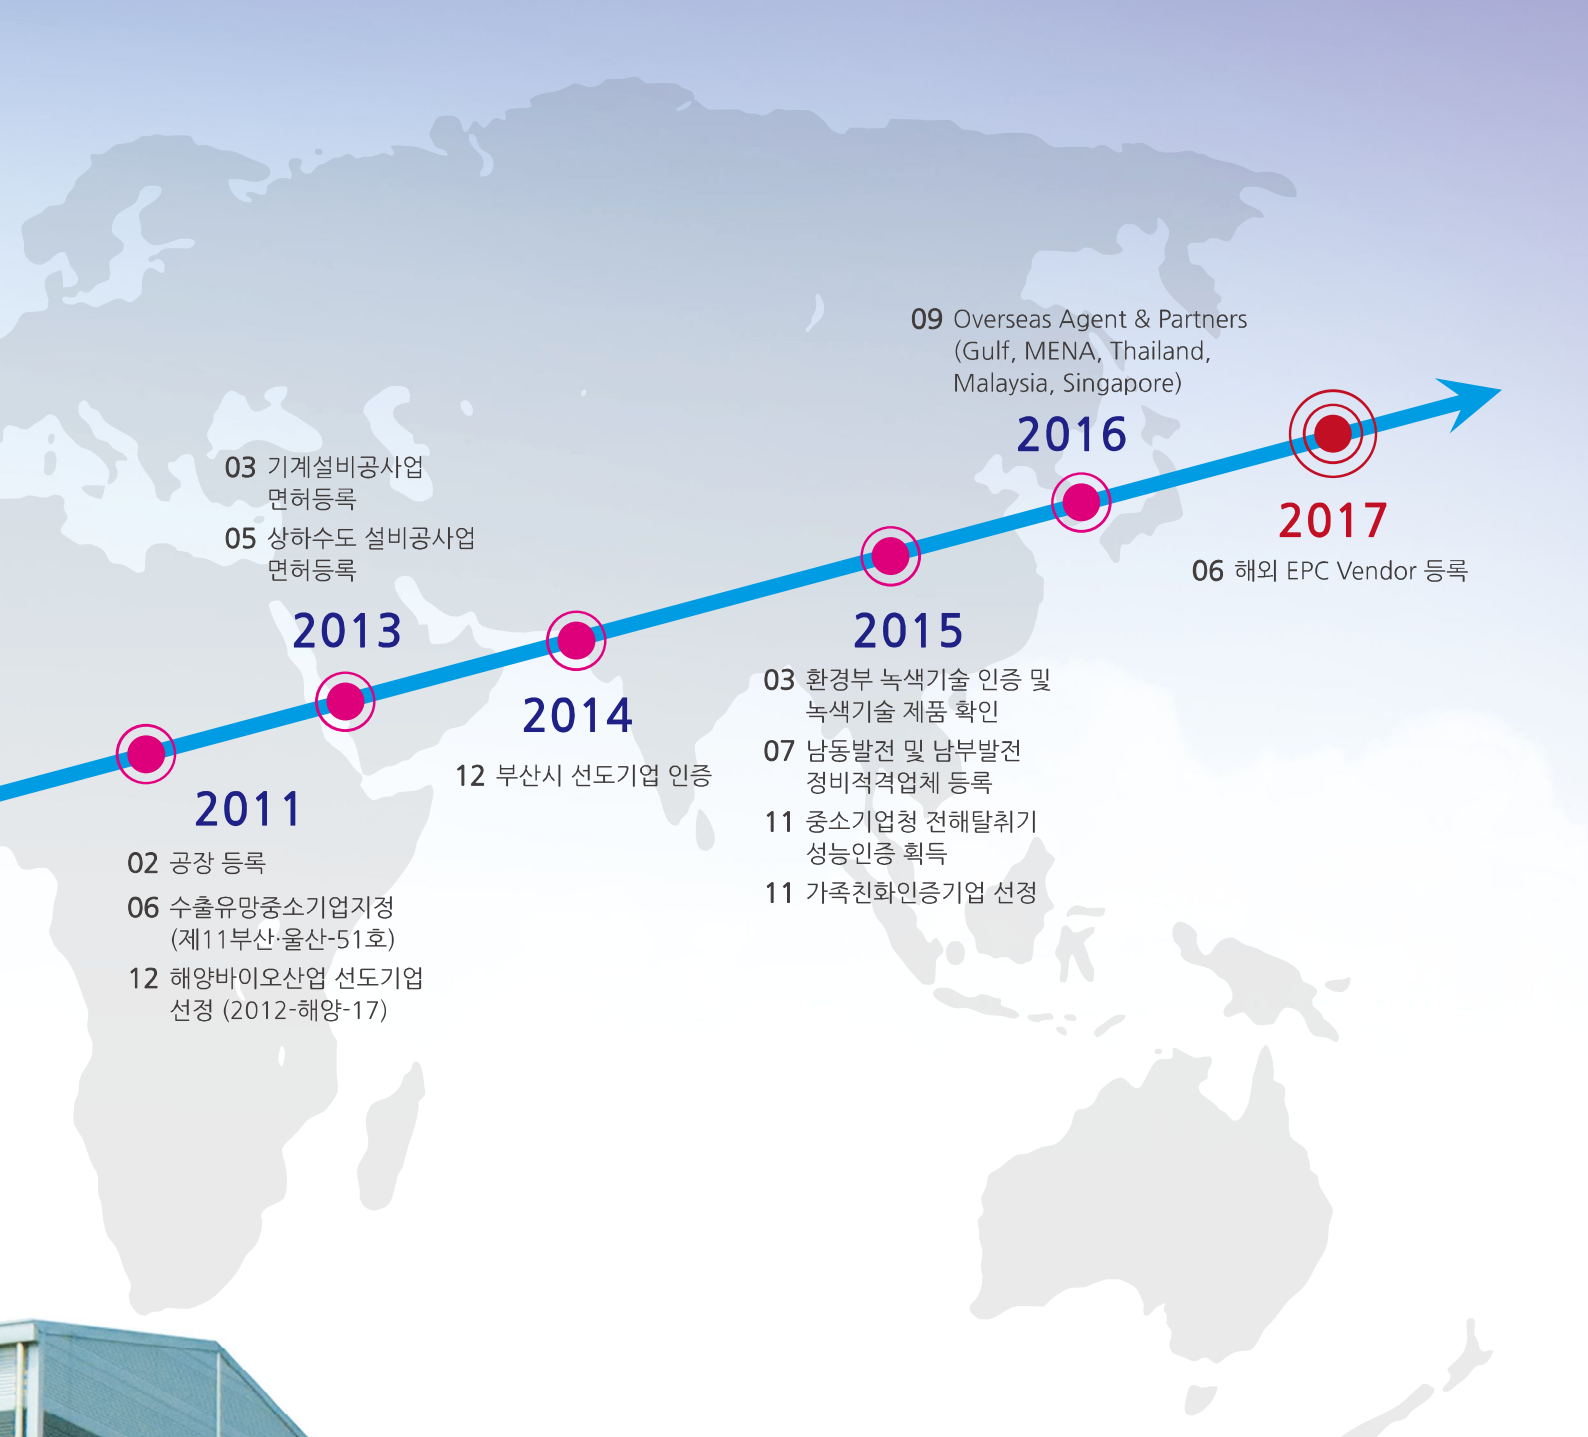 2011
02 공장 등록
06 수출유망중소기업지정
(제11부산·울산-51호)
12 해양바이오산업 선도기업
선정 (2012-해양-17)
03 기계설비공사업
면허등록
05 상하수도 설비공사업
면허등록
2013
2014
12 부산시 선도기업 인증
2015
03 환경부 녹색기술 인증 및
녹색기술 제품 확인
07 남동발전 및 남부발전
정비적격업체 등록
11 중소기업청 전해탈취기
성능인증 획득
11 가족친화인증기업 선정
09 Overseas Agent & Partners
(Gulf, MENA, Thailand,
Malaysia, Singapore)
2016
2017
06 해외 EPC Vendor 등록